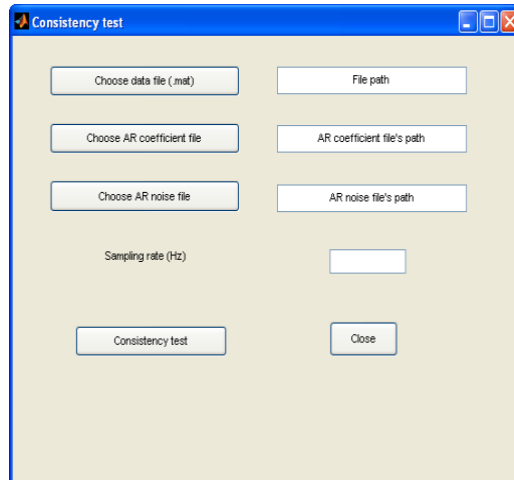 Consistency test
Choose data file (.mat) File path
Choose AR coefficient file AR coefficient file's path
Choose AR noise file AR noise file's path
Sampling rate (Hz)
Consistency test Close